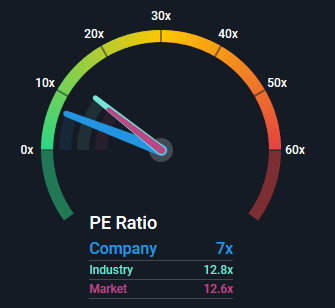 30x
20x
40x
10x
50x
0x
60x
PE Ratio
Company 7x
Industry 12.8x
Market 12.6x